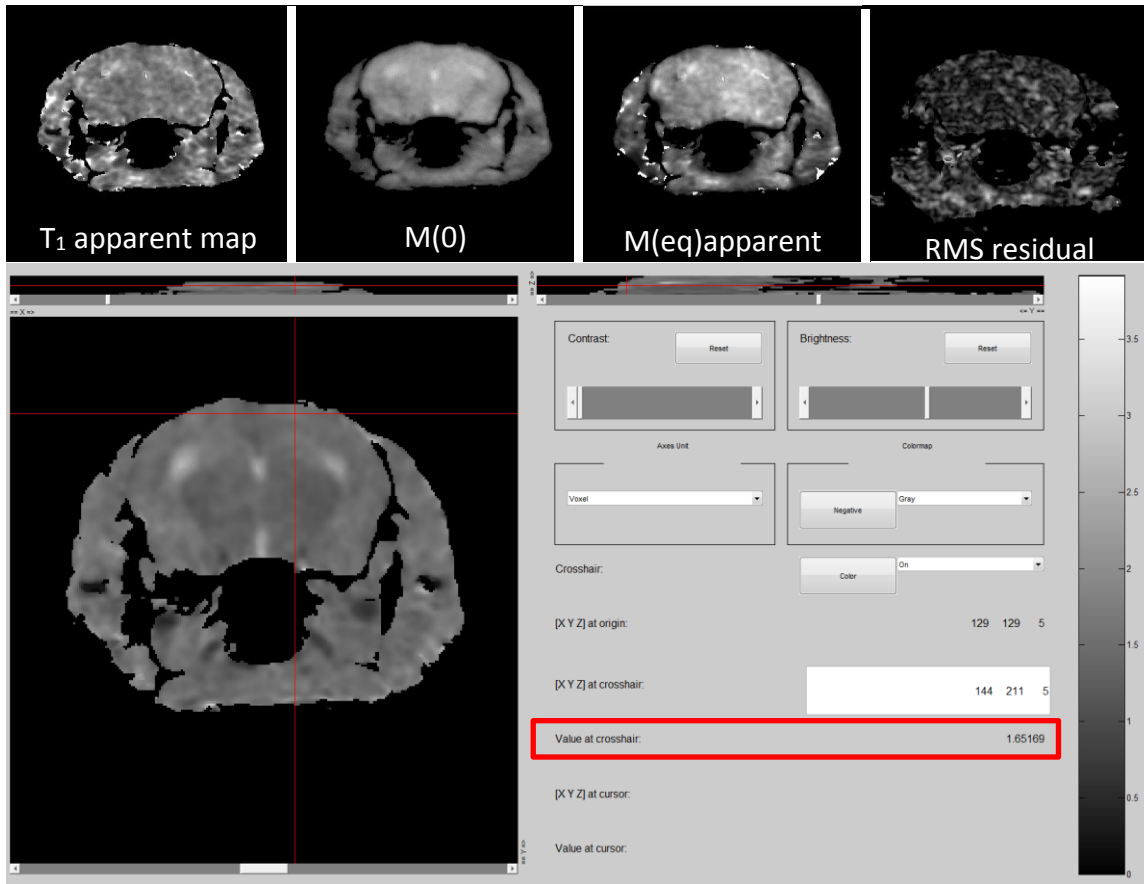 T1 apparent map
M(0)
M(eq)apparent
RMS residual
== X =>
<= Z ==
<= Y ==
Contrast:
Reset
Brightness:
Reset
Axes Unit
Colormap
Voxel
Negative
Gray
Crosshair:
Color
On
[X Y Z] at origin:
129 129 5
[X Y Z] at crosshair:
144 211 5
Value at crosshair:
1.65169
[X Y Z] at cursor:
Value at cursor:
== Y =>
3.5
3
2.5
2
1.5
1
0.5
0